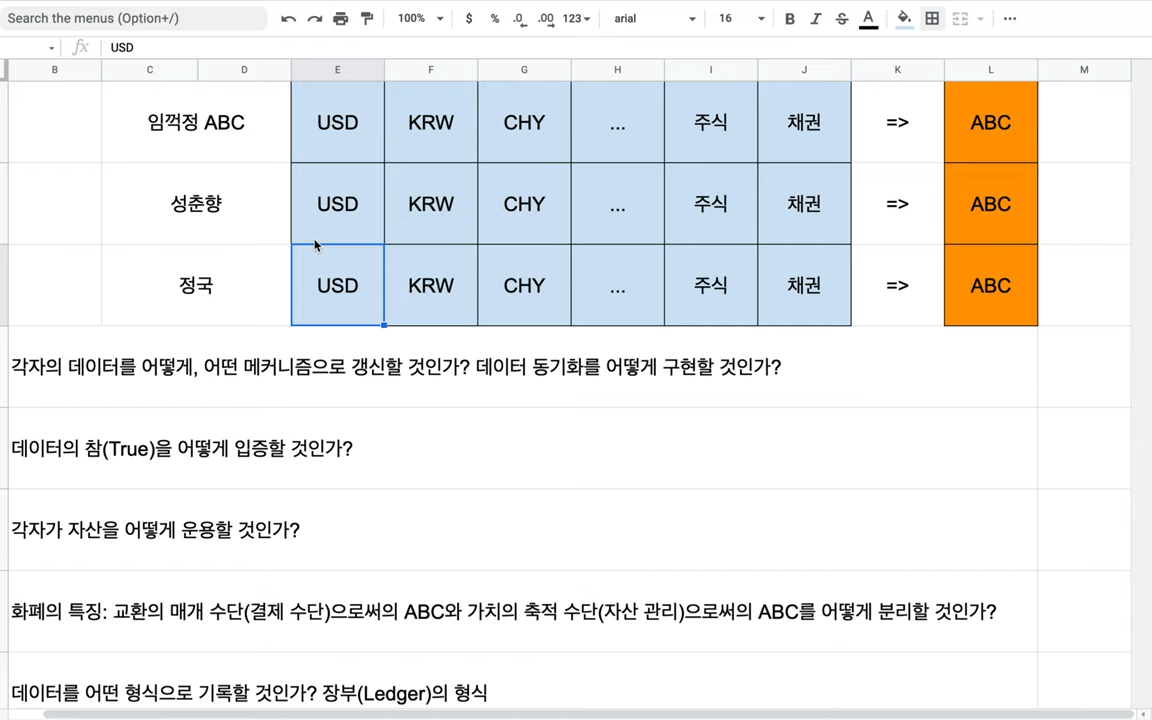 Search the menus (Option+/) 100% $ % .0 .00 123 arial 16 B I S A ...
fx USD
B C D E F G H I J K L M
임꺽정 ABC USD KRW CHY ... 주식 채권 => ABC
성춘향 USD KRW CHY ... 주식 채권 => ABC
정국 USD KRW CHY ... 주식 채권 => ABC
각자의 데이터를 어떻게, 어떤 메커니즘으로 갱신할 것인가? 데이터 동기화를 어떻게 구현할 것인가?
데이터의 참(True)을 어떻게 입증할 것인가?
각자가 자산을 어떻게 운용할 것인가?
화폐의 특징: 교환의 매개 수단(결제 수단)으로써의 ABC와 가치의 축적 수단(자산 관리)으로써의 ABC를 어떻게 분리할 것인가?
데이터를 어떤 형식으로 기록할 것인가? 장부(Ledger)의 형식